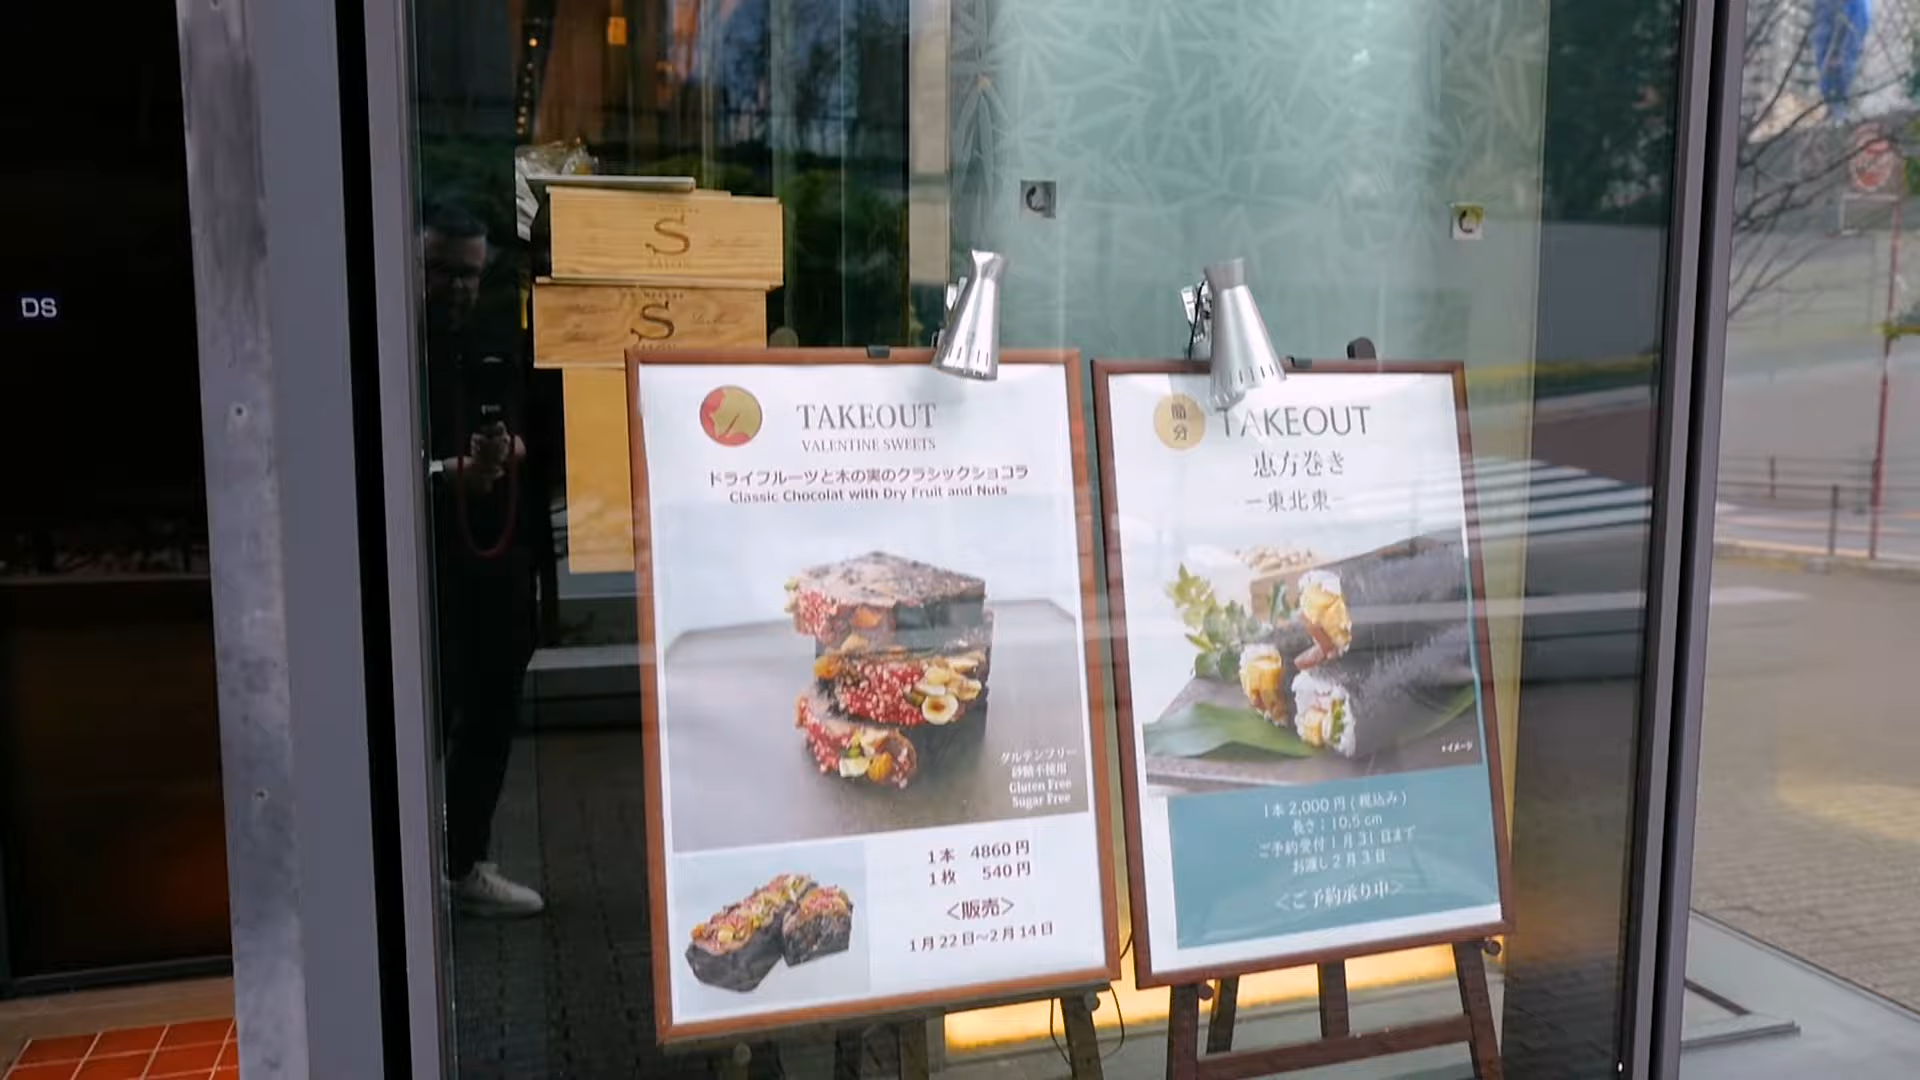 DS
S
S
TAKEOUT
VALENTINE SWEETS
ドライフルーツと木の実のクラシックショコラ
Classic Chocolat with Dry Fruit and Nuts
グルテンフリー
砂糖不使用
Gluten Free
Sugar Free
1本 4860円
1枚 540円
<販売>
1月22日~2月14日
節分
TAKEOUT
恵方巻き
ー東北東ー
*イメージ
1本2,000円(税込み)
長さ:10.5cm
ご予約受付1月31日まで
お渡し2月3日
<ご予約承り中>